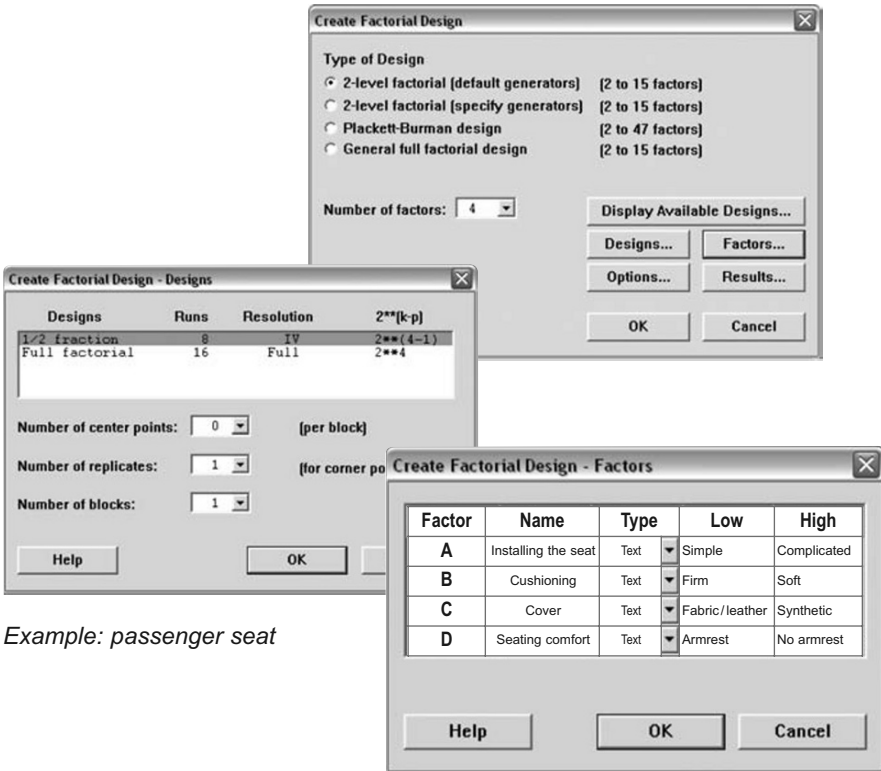 Create Factorial Design
Type of Design
2-level factorial (default generators) (2 to 15 factors)
2-level factorial (specify generators) (2 to 15 factors)
Plackett-Burman design (2 to 47 factors)
General full factorial design (2 to 15 factors)
Number of factors: 4
Display Available Designs...
Designs... Factors...
Options... Results...
OK Cancel
Create Factorial Design - Designs
Designs Runs Resolution 2**(k-p)
1/2 fraction 8 IV 2**(4-1)
Full factorial 16 Full 2**4
Number of center points: 0 (per block)
Number of replicates: 1 (for corner po
Number of blocks: 1
Help OK
Create Factorial Design - Factors
Factor Name Type Low High
A Installing the seat Text Simple Complicated
B Cushioning Text Firm Soft
C Cover Text Fabric/leather Synthetic
D Seating comfort Text Armrest No armrest
Help OK Cancel
Example: passenger seat